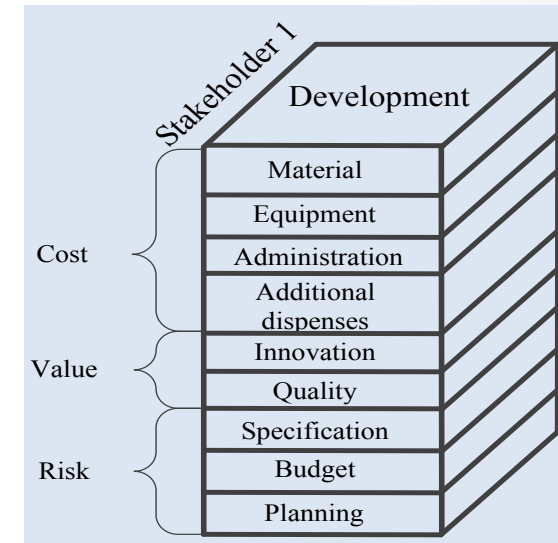 Stakeholder 1
Development
Cost
Material
Equipment
Administration
Additional
dispenses
Value
Innovation
Quality
Risk
Specification
Budget
Planning